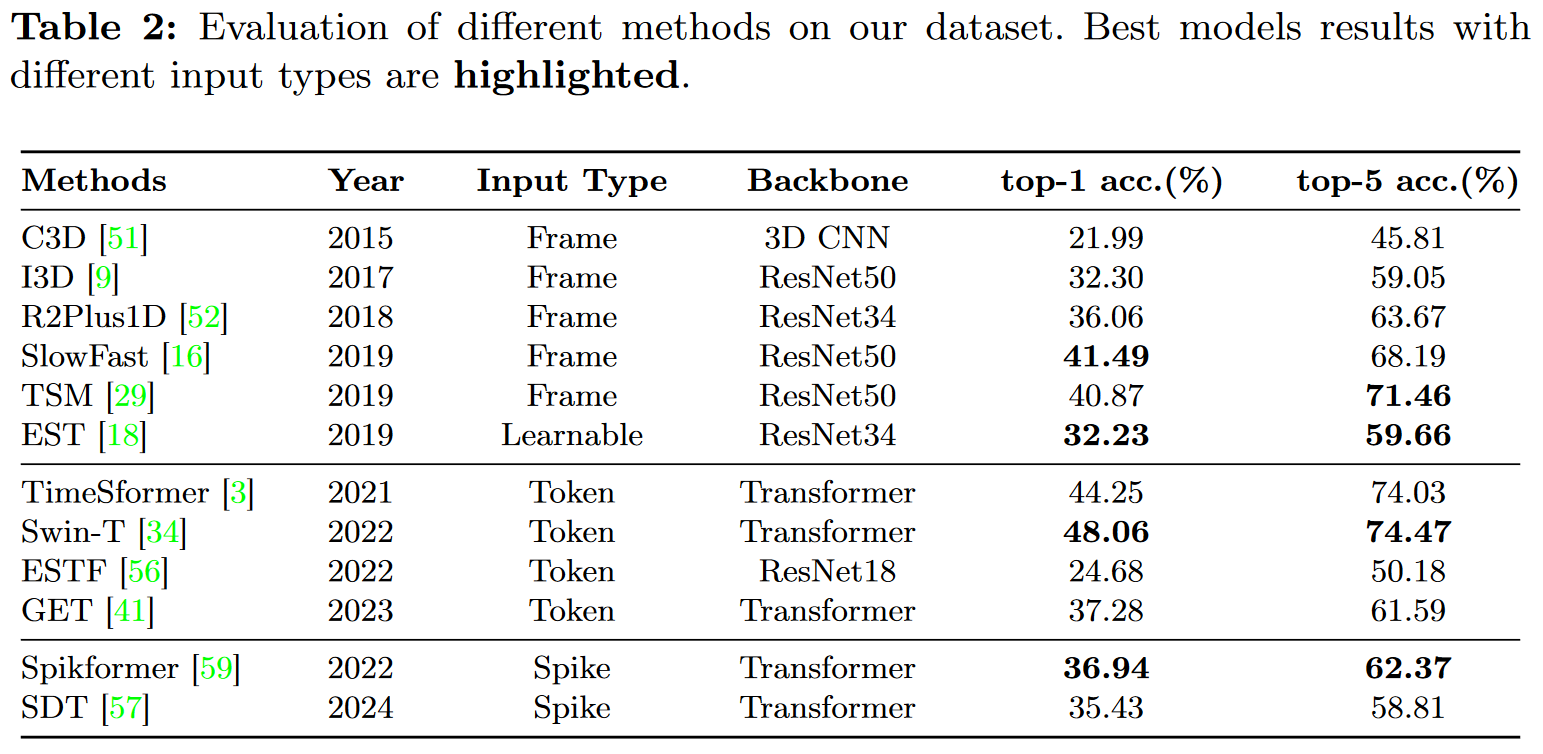 Table 2: Evaluation of different methods on our dataset. Best models results with
different input types are highlighted.
Methods Year Input Type Backbone top-1 acc.(%) top-5 acc.(%)
C3D [51] 2015 Frame 3D CNN 21.99 45.81
I3D [9] 2017 Frame ResNet50 32.30 59.05
R2Plus1D [52] 2018 Frame ResNet34 36.06 63.67
SlowFast [16] 2019 Frame ResNet50 41.49 68.19
TSM [29] 2019 Frame ResNet50 40.87 71.46
EST [18] 2019 Learnable ResNet34 32.23 59.66
TimeSformer [3] 2021 Token Transformer 44.25 74.03
Swin-T [34] 2022 Token Transformer 48.06 74.47
ESTF [56] 2022 Token ResNet18 24.68 50.18
GET [41] 2023 Token Transformer 37.28 61.59
Spikformer [59] 2022 Spike Transformer 36.94 62.37
SDT [57] 2024 Spike Transformer 35.43 58.81